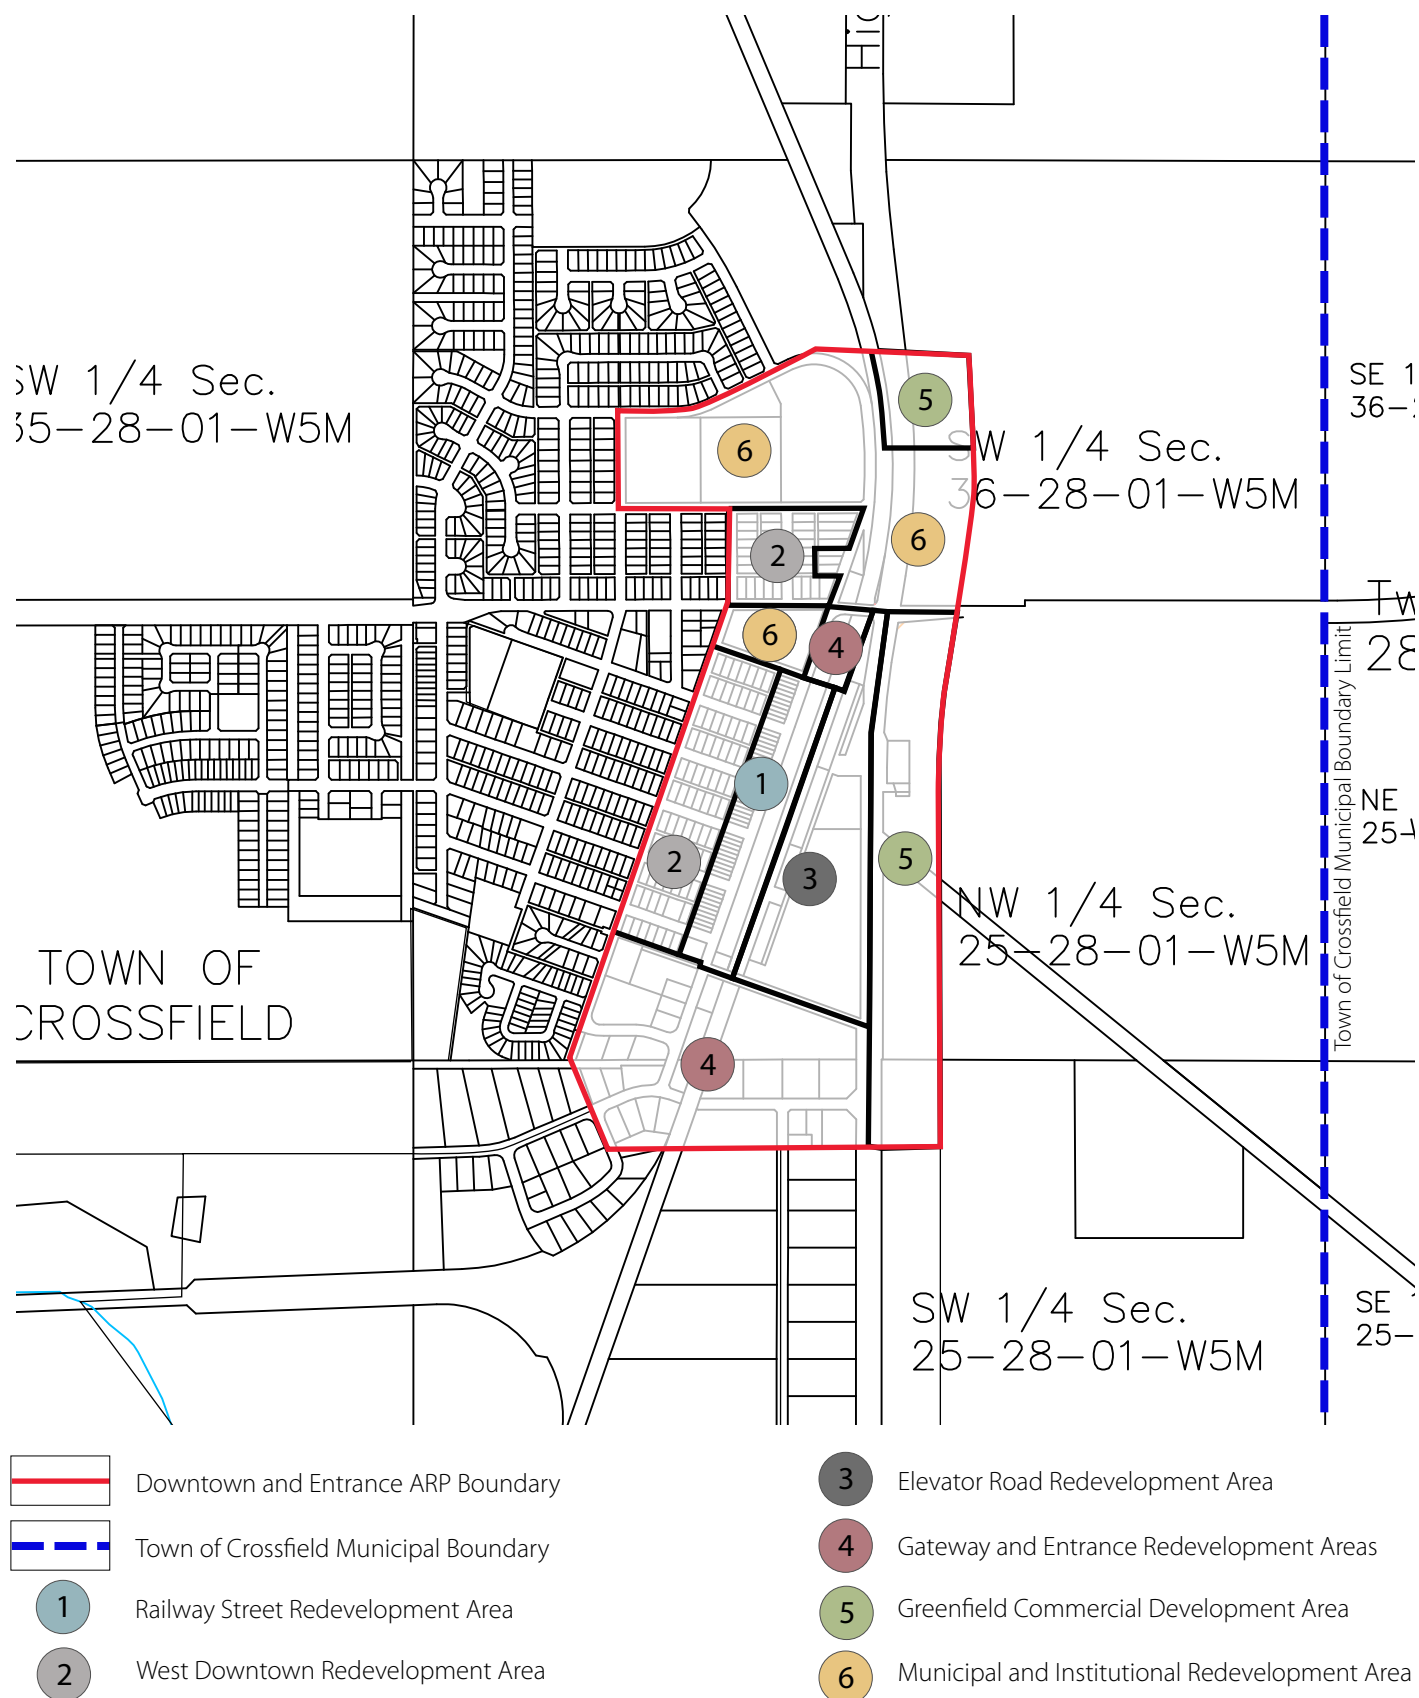 SW 1/4 Sec.
35-28-01-W5M
SE 1
36-
5
6
SW 1/4 Sec.
36-28-01-W5M
6
2
6
4
Tw
28
Town of Crossfield Municipal Boundary Limit
1
NE
25-
2
3
5
NW 1/4 Sec.
25-28-01-W5M
TOWN OF
CROSSFIELD
4
SW 1/4 Sec.
25-28-01-W5M
SE
25-
Downtown and Entrance ARP Boundary
Town of Crossfield Municipal Boundary
1 Railway Street Redevelopment Area
2 West Downtown Redevelopment Area
3 Elevator Road Redevelopment Area
4 Gateway and Entrance Redevelopment Areas
5 Greenfield Commercial Development Area
6 Municipal and Institutional Redevelopment Area